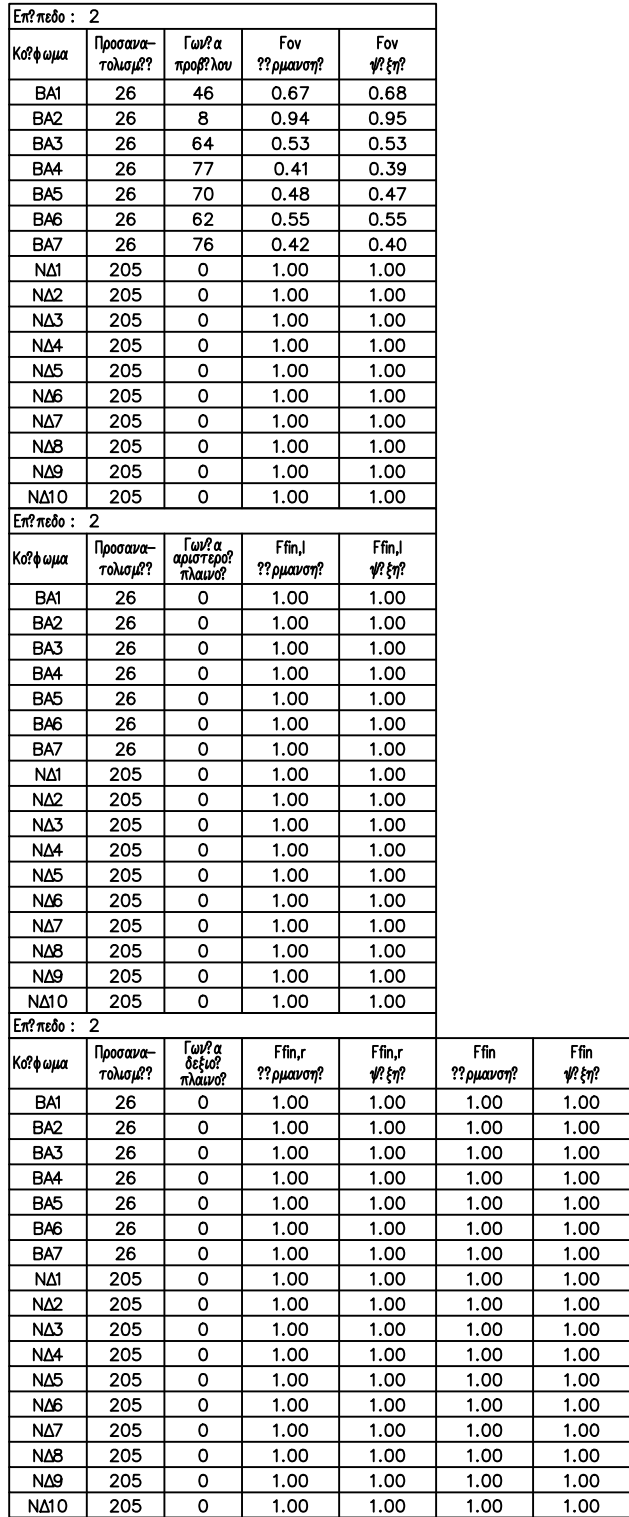 Επ?πεδο : 2
Κο?φωμα Προσανα– τολισμ?? Γων?α προβ?λου Fov ??ρμανση? Fov ψ?ξη?
ΒΑ1 26 46 0.67 0.68
ΒΑ2 26 8 0.94 0.95
ΒΑ3 26 64 0.53 0.53
ΒΑ4 26 77 0.41 0.39
ΒΑ5 26 70 0.48 0.47
ΒΑ6 26 62 0.55 0.55
ΒΑ7 26 76 0.42 0.40
ΝΔ1 205 0 1.00 1.00
ΝΔ2 205 0 1.00 1.00
ΝΔ3 205 0 1.00 1.00
ΝΔ4 205 0 1.00 1.00
ΝΔ5 205 0 1.00 1.00
ΝΔ6 205 0 1.00 1.00
ΝΔ7 205 0 1.00 1.00
ΝΔ8 205 0 1.00 1.00
ΝΔ9 205 0 1.00 1.00
ΝΔ10 205 0 1.00 1.00
Επ?πεδο : 2
Κο?φωμα Προσανα– τολισμ?? Γων?α αριστερο? πλαινο? Ffin,l ??ρμανση? Ffin,l ψ?ξη?
ΒΑ1 26 0 1.00 1.00
ΒΑ2 26 0 1.00 1.00
ΒΑ3 26 0 1.00 1.00
ΒΑ4 26 0 1.00 1.00
ΒΑ5 26 0 1.00 1.00
ΒΑ6 26 0 1.00 1.00
ΒΑ7 26 0 1.00 1.00
ΝΔ1 205 0 1.00 1.00
ΝΔ2 205 0 1.00 1.00
ΝΔ3 205 0 1.00 1.00
ΝΔ4 205 0 1.00 1.00
ΝΔ5 205 0 1.00 1.00
ΝΔ6 205 0 1.00 1.00
ΝΔ7 205 0 1.00 1.00
ΝΔ8 205 0 1.00 1.00
ΝΔ9 205 0 1.00 1.00
ΝΔ10 205 0 1.00 1.00
Επ?πεδο : 2
Κο?φωμα Προσανα– τολισμ?? Γων?α δεξιο? πλαινο? Ffin,r ??ρμανση? Ffin,r ψ?ξη? Ffin ??ρμανση? Ffin ψ?ξη?
ΒΑ1 26 0 1.00 1.00 1.00 1.00
ΒΑ2 26 0 1.00 1.00 1.00 1.00
ΒΑ3 26 0 1.00 1.00 1.00 1.00
ΒΑ4 26 0 1.00 1.00 1.00 1.00
ΒΑ5 26 0 1.00 1.00 1.00 1.00
ΒΑ6 26 0 1.00 1.00 1.00 1.00
ΒΑ7 26 0 1.00 1.00 1.00 1.00
ΝΔ1 205 0 1.00 1.00 1.00 1.00
ΝΔ2 205 0 1.00 1.00 1.00 1.00
ΝΔ3 205 0 1.00 1.00 1.00 1.00
ΝΔ4 205 0 1.00 1.00 1.00 1.00
ΝΔ5 205 0 1.00 1.00 1.00 1.00
ΝΔ6 205 0 1.00 1.00 1.00 1.00
ΝΔ7 205 0 1.00 1.00 1.00 1.00
ΝΔ8 205 0 1.00 1.00 1.00 1.00
ΝΔ9 205 0 1.00 1.00 1.00 1.00
ΝΔ10 205 0 1.00 1.00 1.00 1.00